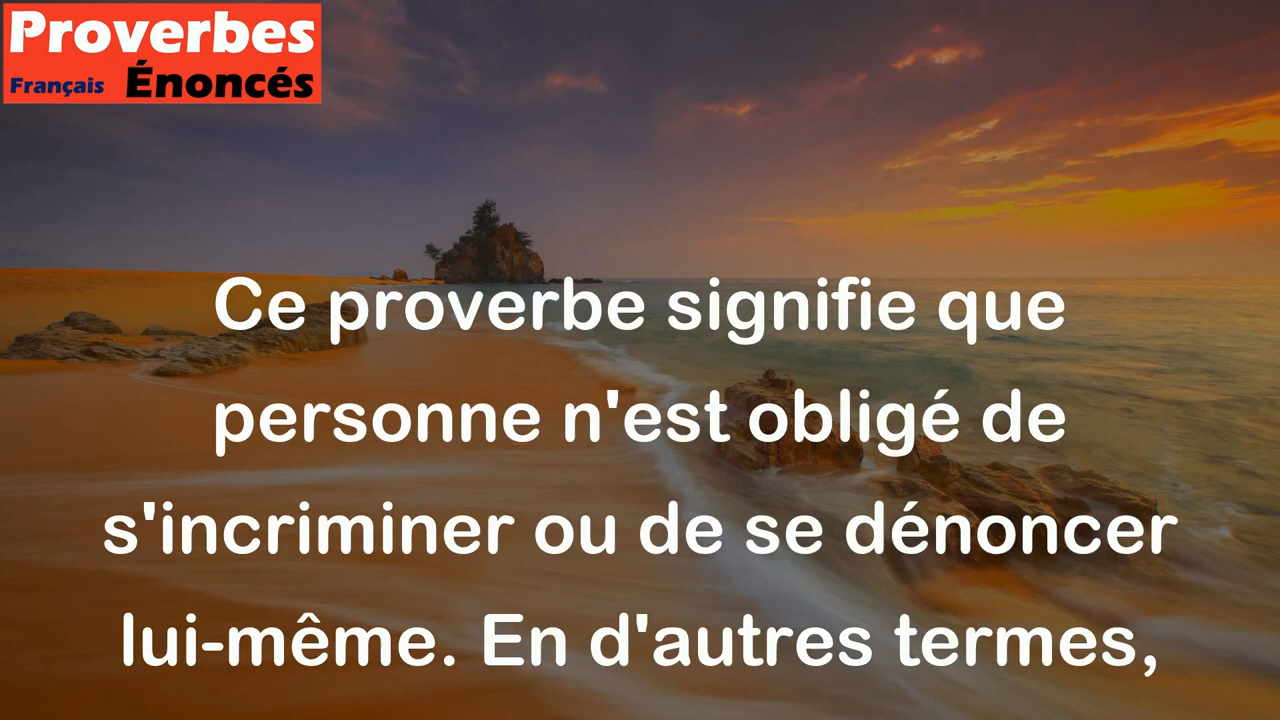 Proverbes
Français Énoncés
Ce proverbe signifie que
personne n'est obligé de
s'incriminer ou de se dénoncer
lui-même. En d'autres termes,